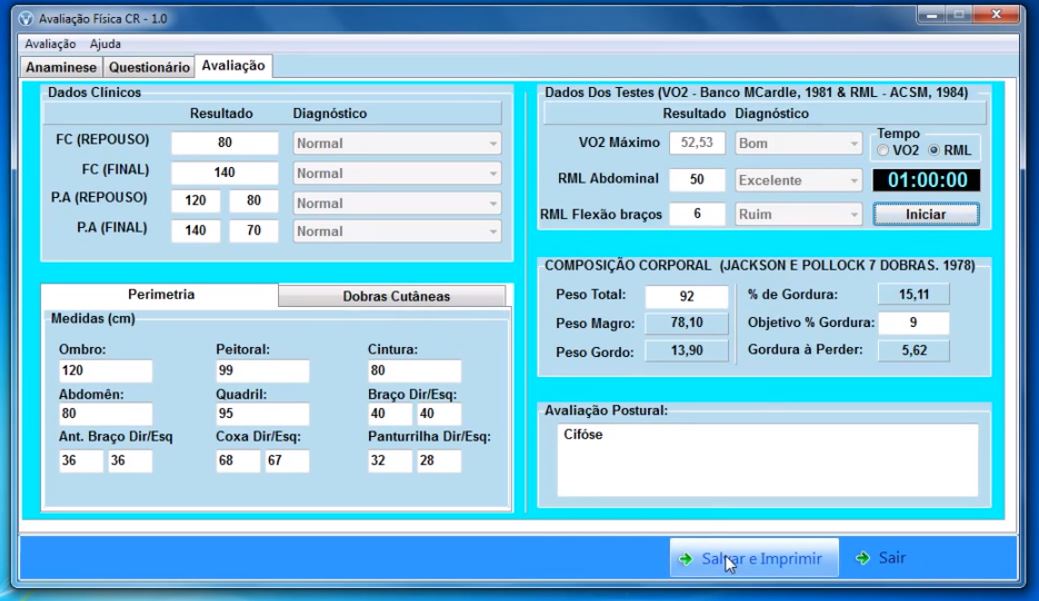 Avaliação Física CR - 1.0
Avaliação Ajuda
Anaminese Questionário Avaliação
Dados Clínicos
Resultado Diagnóstico
FC (REPOUSO) 80 Normal
FC (FINAL) 140 Normal
P.A (REPOUSO) 120 80 Normal
P.A (FINAL) 140 70 Normal
Perimetria Dobras Cutâneas
Medidas (cm)
Ombro: Peitoral: Cintura:
120 99 80
Abdomên: Quadril: Braço Dir/Esq:
80 95 40 40
Ant. Braço Dir/Esq Coxa Dir/Esq: Panturrilha Dir/Esq:
36 36 68 67 32 28
Dados Dos Testes (VO2 - Banco MCardle, 1981 & RML - ACSM, 1984)
Resultado Diagnóstico
VO2 Máximo 52,53 Bom
Tempo
VO2 RML
RML Abdominal 50 Excelente 01:00:00
RML Flexão braços 6 Ruim Iniciar
COMPOSIÇÃO CORPORAL (JACKSON E POLLOCK 7 DOBRAS. 1978)
Peso Total: 92 % de Gordura: 15,11
Peso Magro: 78,10 Objetivo % Gordura: 9
Peso Gordo: 13,90 Gordura à Perder: 5,62
Avaliação Postural:
Cifóse
Salvar e Imprimir Sair